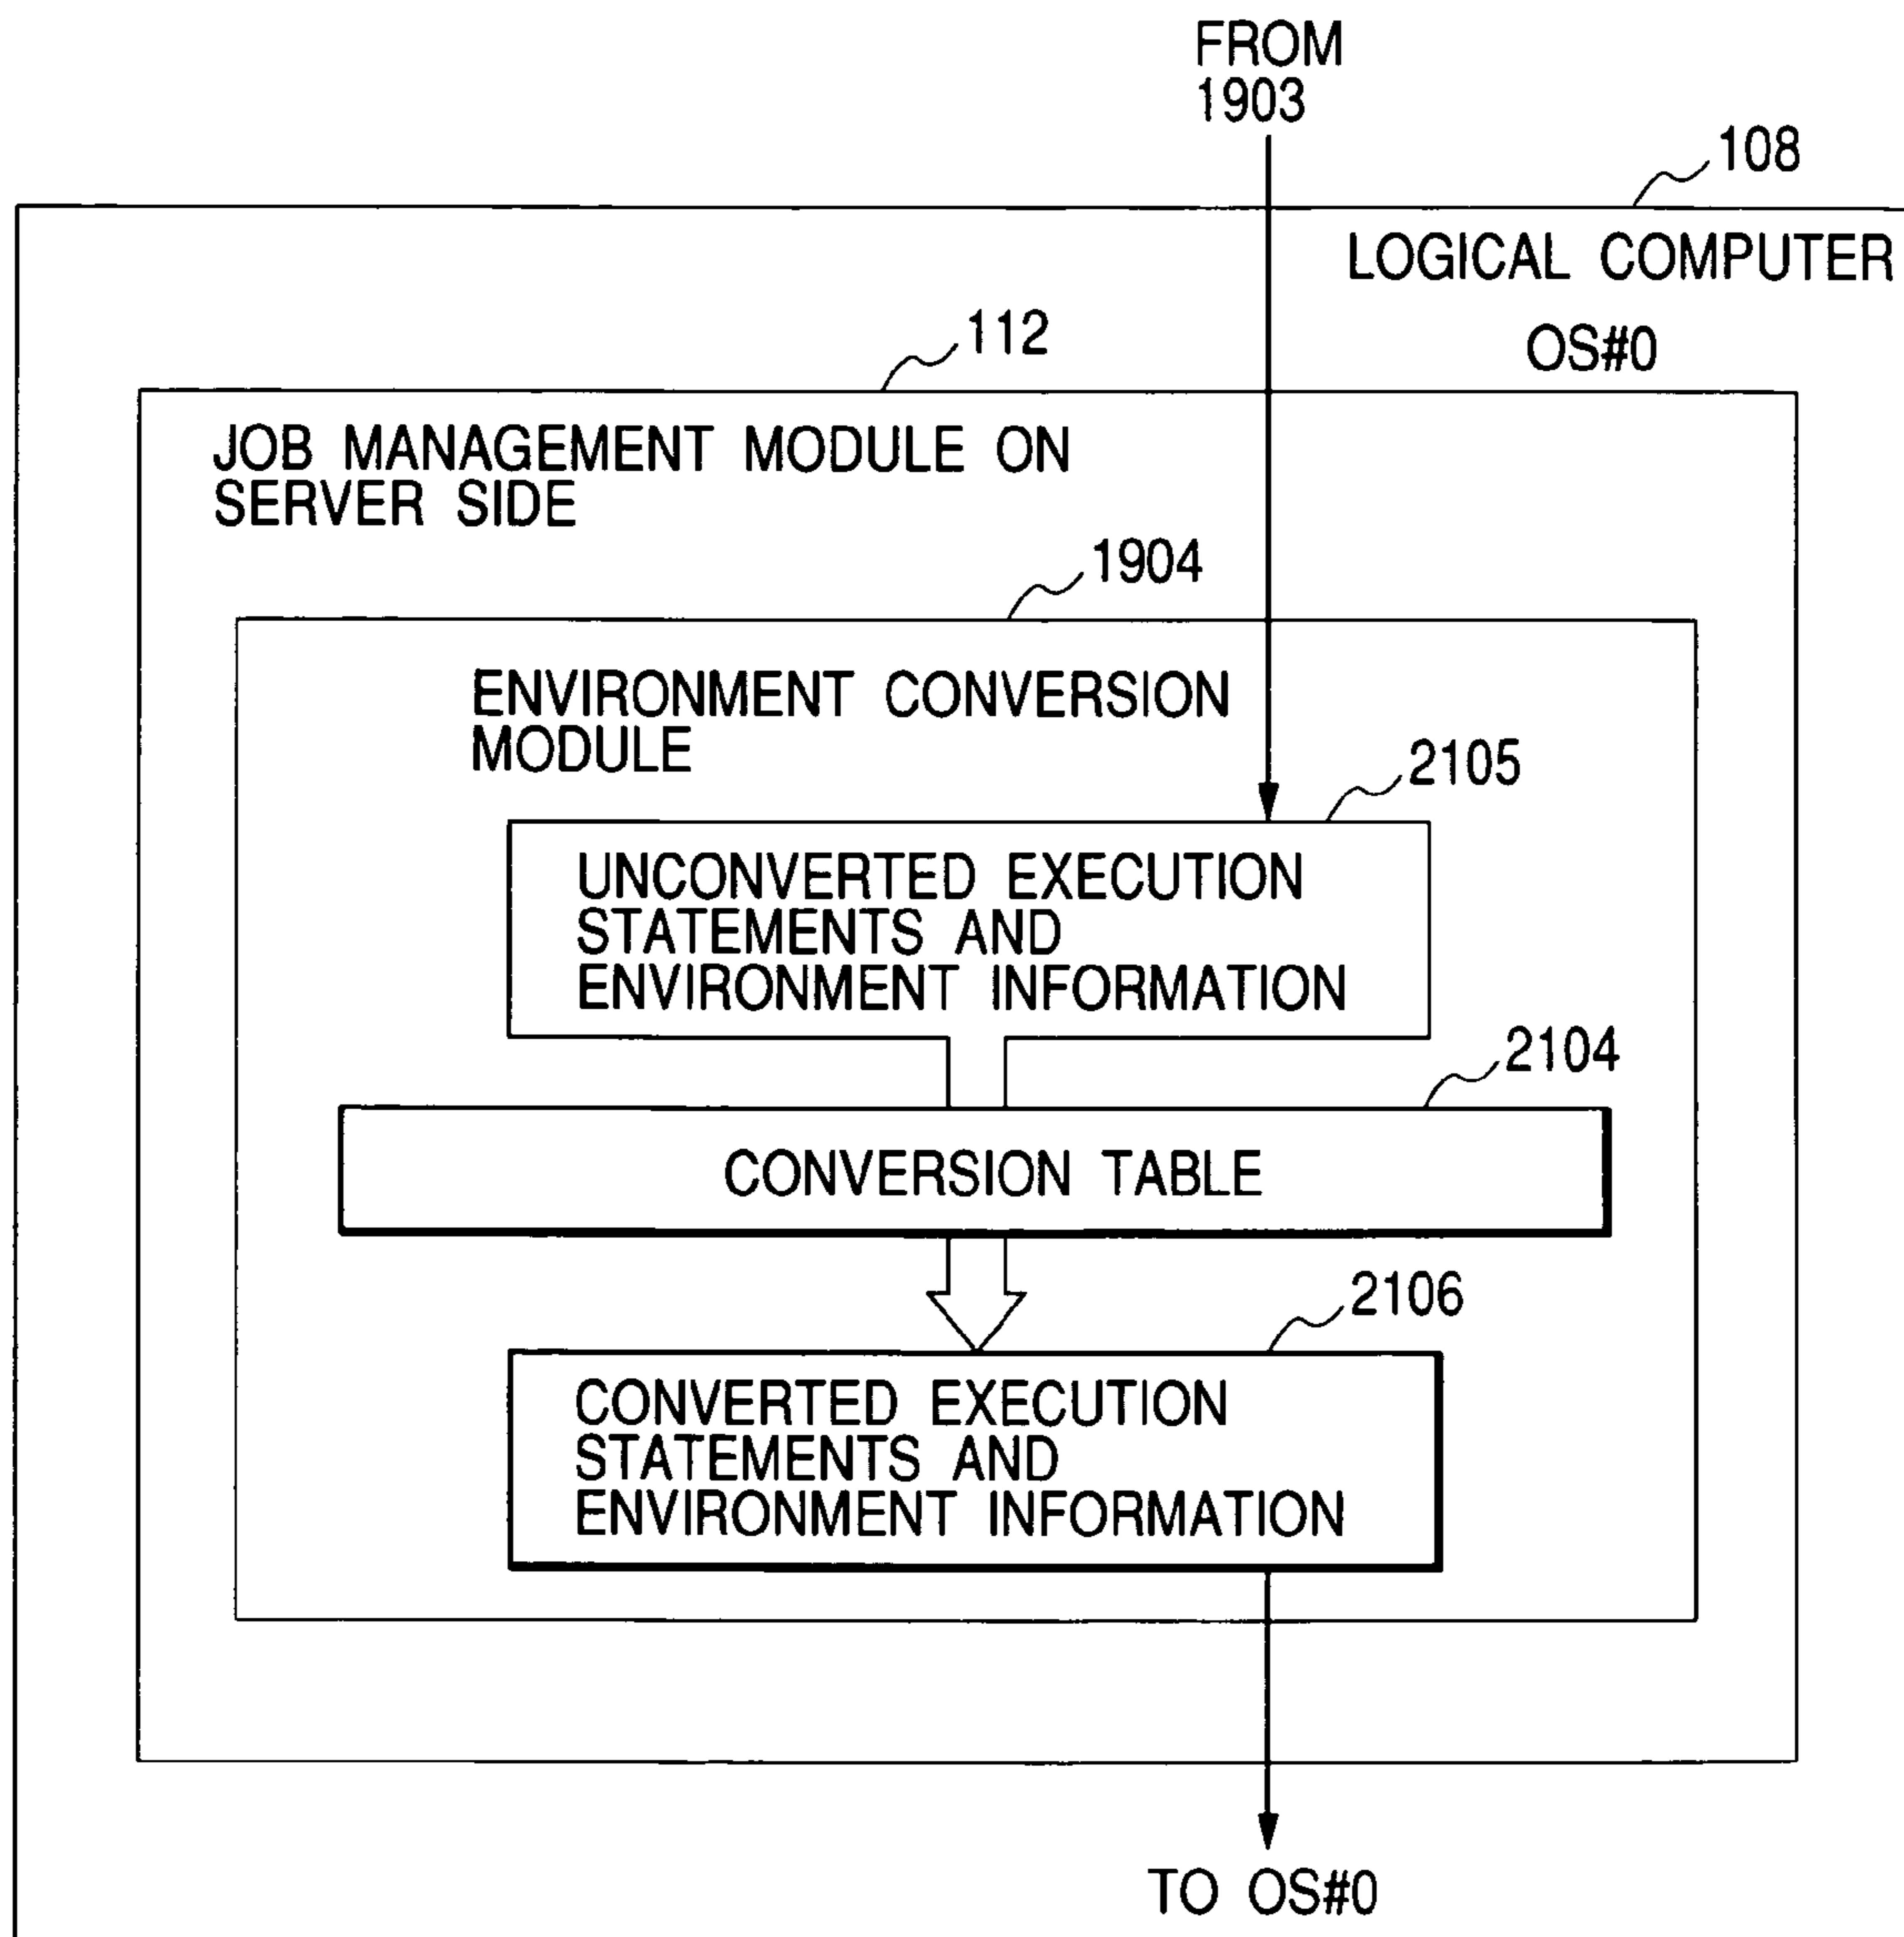 FROM
1903
108
LOGICAL COMPUTER
OS#0
112
JOB MANAGEMENT MODULE ON
SERVER SIDE
1904
ENVIRONMENT CONVERSION
MODULE
2105
UNCONVERTED EXECUTION
STATEMENTS AND
ENVIRONMENT INFORMATION
2104
CONVERSION TABLE
2106
CONVERTED EXECUTION
STATEMENTS AND
ENVIRONMENT INFORMATION
TO OS#0